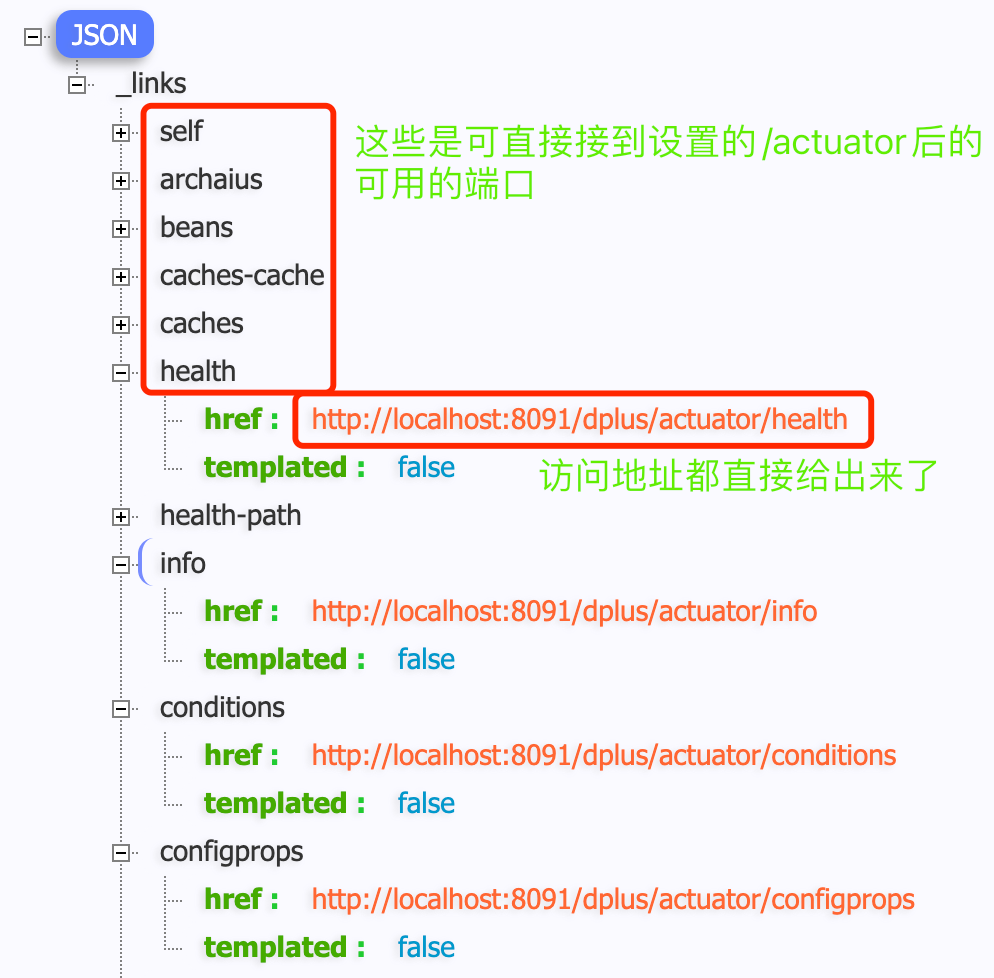 JSON
_links
self
这些是可直接接到设置的/actuator后的
archaius
可用的端口
beans
caches-cache
caches
health
href : http://localhost:8091/dplus/actuator/health
templated : false
访问地址都直接给出来了
health-path
info
href : http://localhost:8091/dplus/actuator/info
templated : false
conditions
href : http://localhost:8091/dplus/actuator/conditions
templated : false
configprops
href : http://localhost:8091/dplus/actuator/configprops
templated : false